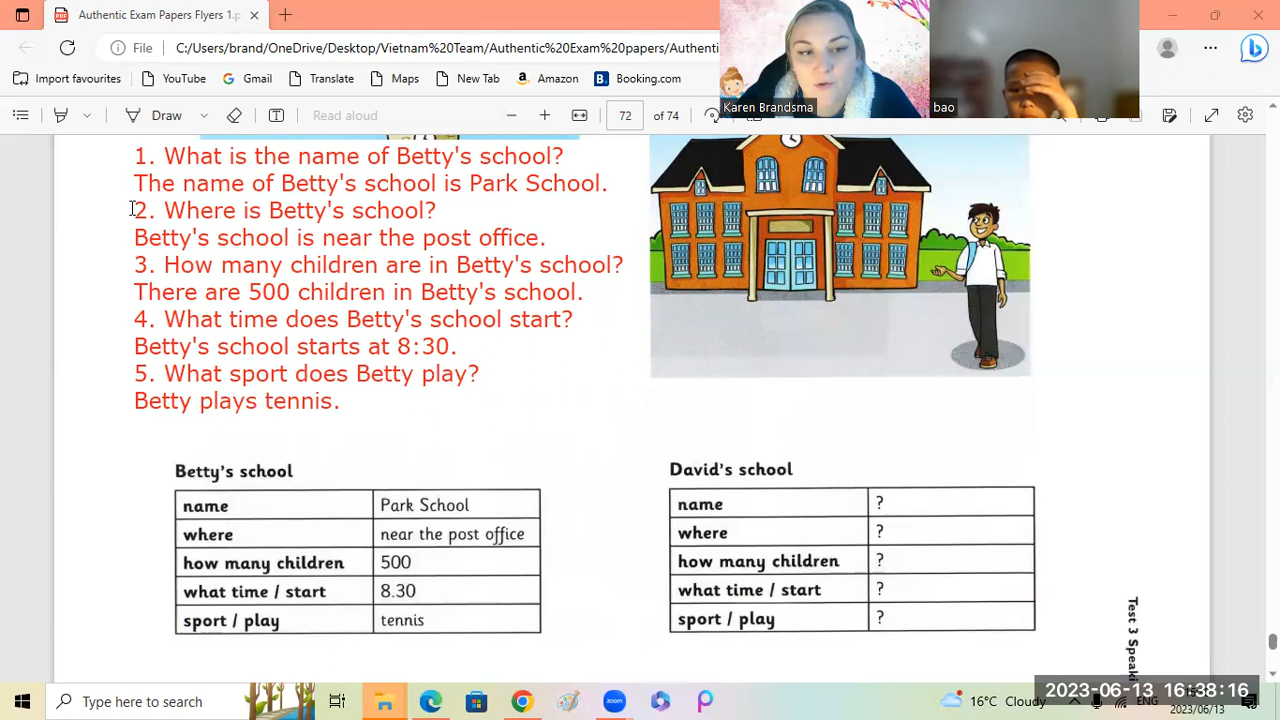 Authentic Exam Papers Flyers 1.p
File
C:/Users/brand/OneDrive/Desktop/Vietnam%20Team/Authentic%20Exam%20papers/Authenti
Import favourites
YouTube
Gmail
Translate
Maps
New Tab
Amazon
Booking.com
Draw
Read aloud
72
of 74
Karen Brandsma
bao
1. What is the name of Betty's school?
The name of Betty's school is Park School.
2. Where is Betty's school?
Betty's school is near the post office.
3. How many children are in Betty's school?
There are 500 children in Betty's school.
4. What time does Betty's school start?
Betty's school starts at 8:30.
5. What sport does Betty play?
Betty plays tennis.
Betty's school
name Park School
where near the post office
how many children 500
what time / start 8.30
sport / play tennis
David's school
name ?
where ?
how many children ?
what time / start ?
sport / play ?
Test 3 Speaki
Type here to search
16°C Cloudy
2023-06-13 16:38:16
2023/06/13